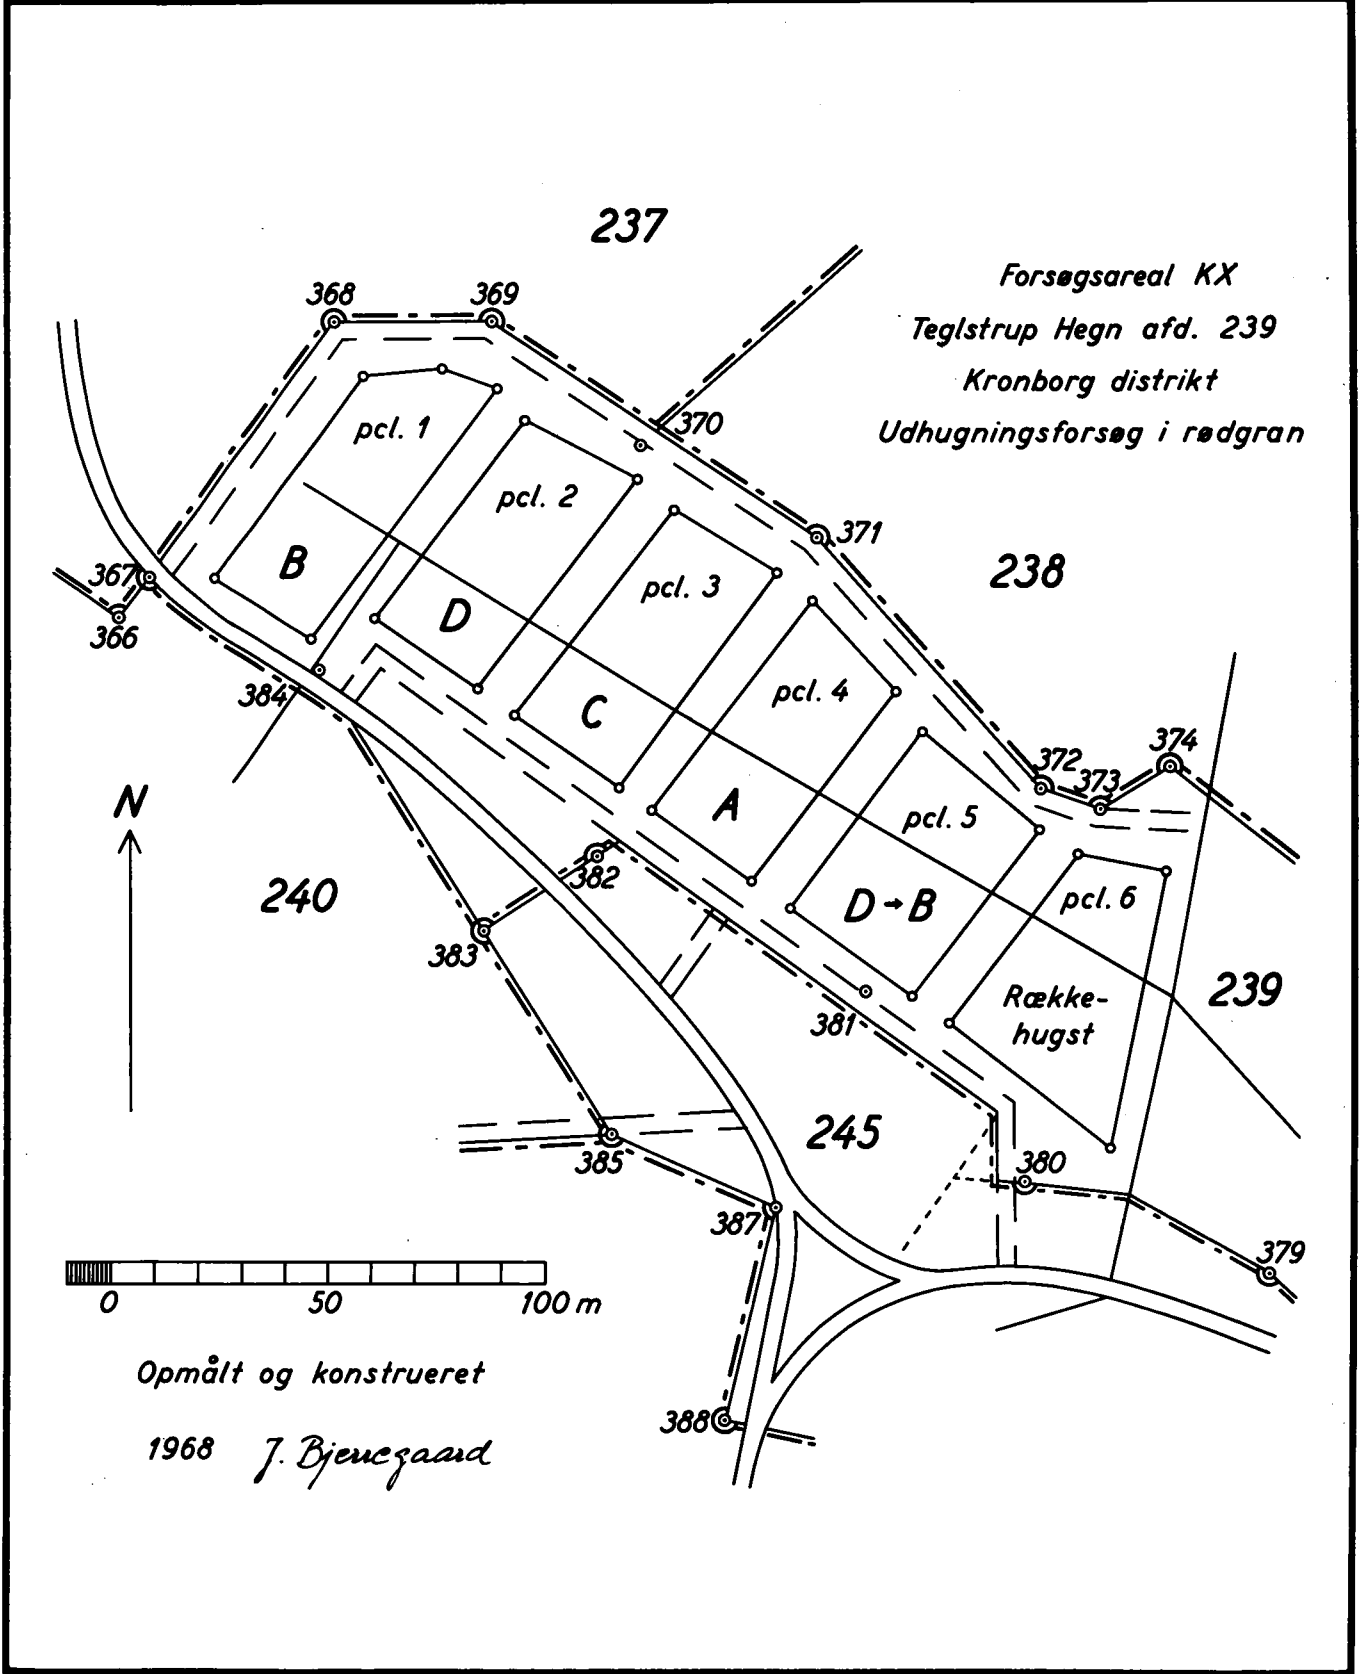 237
Forsøgsareal KX
Teglstrup Hegn afd. 239
Kronborg distrikt
Udhugningsforsøg i rødgran
368
369
370
371
pcl. 1
pcl. 2
pcl. 3
238
367
366
B
D
384
C
pcl. 4
A
372
373
374
pcl. 5
D→B
pcl. 6
Række-
hugst
239
N
240
382
383
381
245
385
380
387
379
0 50 100 m
Opmålt og konstrueret
1968 J. Bjerregaard
388